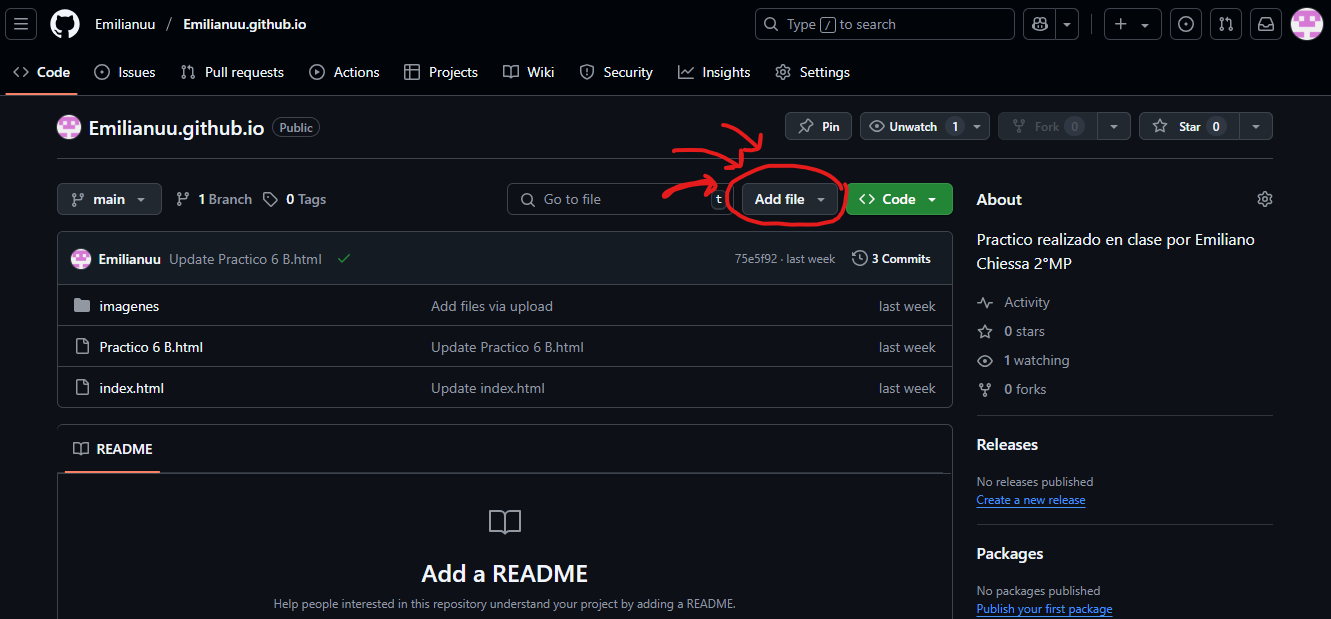 Emilianuu / Emilianuu.github.io
Type / to search
Code Issues Pull requests Actions Projects Wiki Security Insights Settings
Emilianuu.github.io Public
Pin Unwatch 1 Fork 0 Star 0
main 1 Branch 0 Tags Go to file t Add file Code
Emilianuu Update Practico 6 B.html 75e5f92 · last week 3 Commits
imagenes Add files via upload last week
Practico 6 B.html Update Practico 6 B.html last week
index.html Update index.html last week
README
Add a README
Help people interested in this repository understand your project by adding a README.
About
Practico realizado en clase por Emiliano
Chiessa 2°MP
Activity
0 stars
1 watching
0 forks
Releases
No releases published
Create a new release
Packages
No packages published
Publish your first package